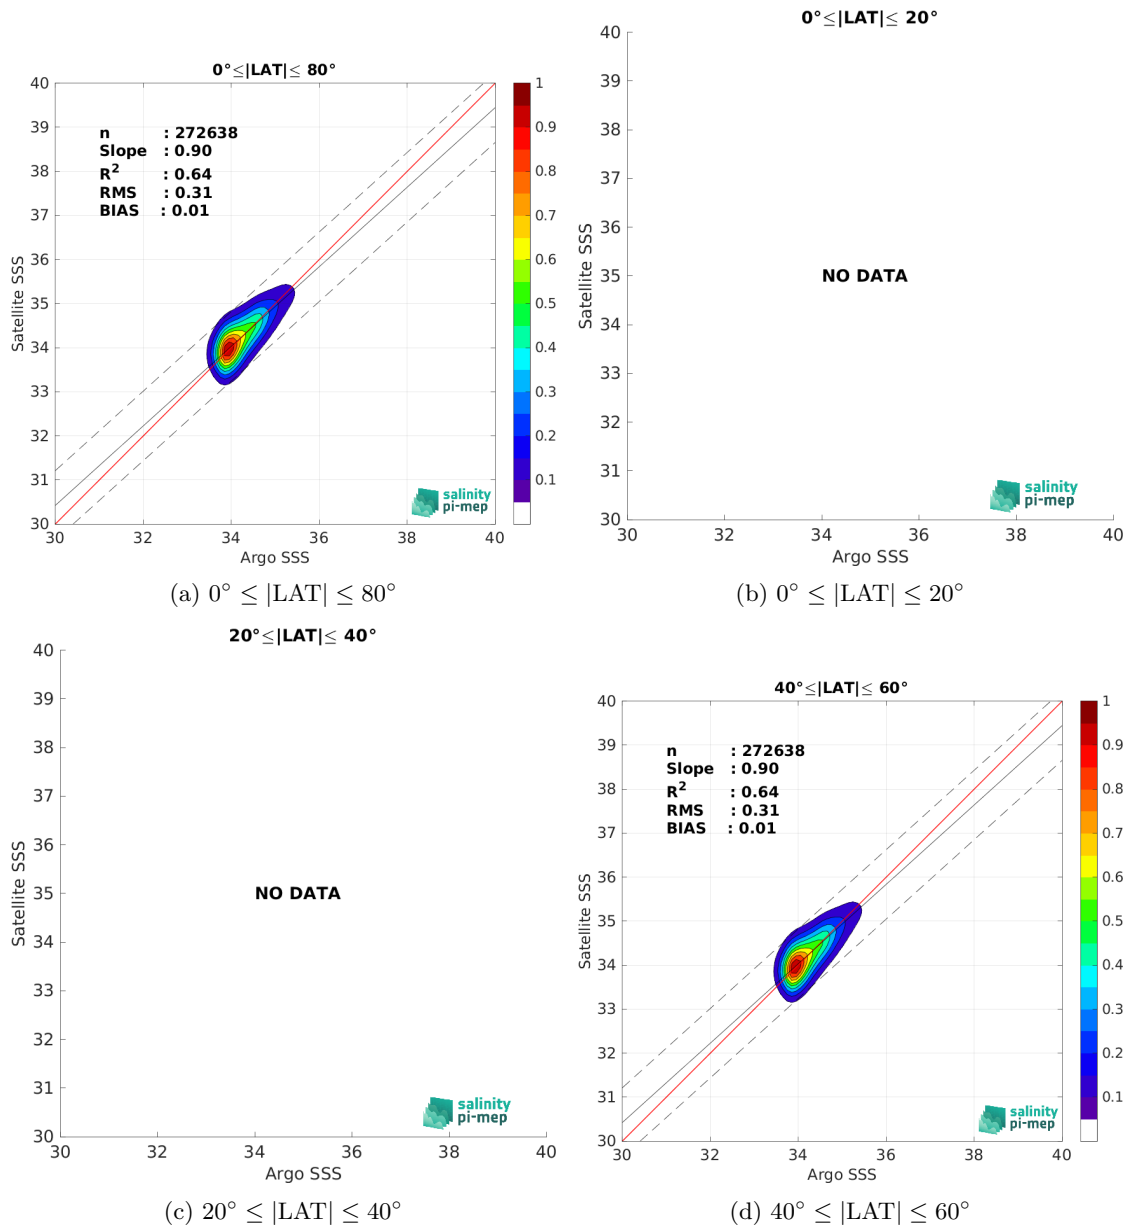 0°≤|LAT|≤ 80°
40
39
38
37
36
35
34
33
32
31
30
Satellite SSS
n : 272638
Slope : 0.90
R² : 0.64
RMS : 0.31
BIAS : 0.01
salinity
pi-mep
30 32 34 36 38 40
Argo SSS
1
0.9
0.8
0.7
0.6
0.5
0.4
0.3
0.2
0.1
(a) 0° ≤ |LAT| ≤ 80°
0°≤|LAT|≤ 20°
40
39
38
37
36
35
34
33
32
31
30
Satellite SSS
NO DATA
salinity
pi-mep
30 32 34 36 38 40
Argo SSS
(b) 0° ≤ |LAT| ≤ 20°
20°≤|LAT|≤ 40°
40
39
38
37
36
35
34
33
32
31
30
Satellite SSS
NO DATA
salinity
pi-mep
30 32 34 36 38 40
Argo SSS
(c) 20° ≤ |LAT| ≤ 40°
40°≤|LAT|≤ 60°
40
39
38
37
36
35
34
33
32
31
30
Satellite SSS
n : 272638
Slope : 0.90
R² : 0.64
RMS : 0.31
BIAS : 0.01
salinity
pi-mep
30 32 34 36 38 40
Argo SSS
1
0.9
0.8
0.7
0.6
0.5
0.4
0.3
0.2
0.1
(d) 40° ≤ |LAT| ≤ 60°